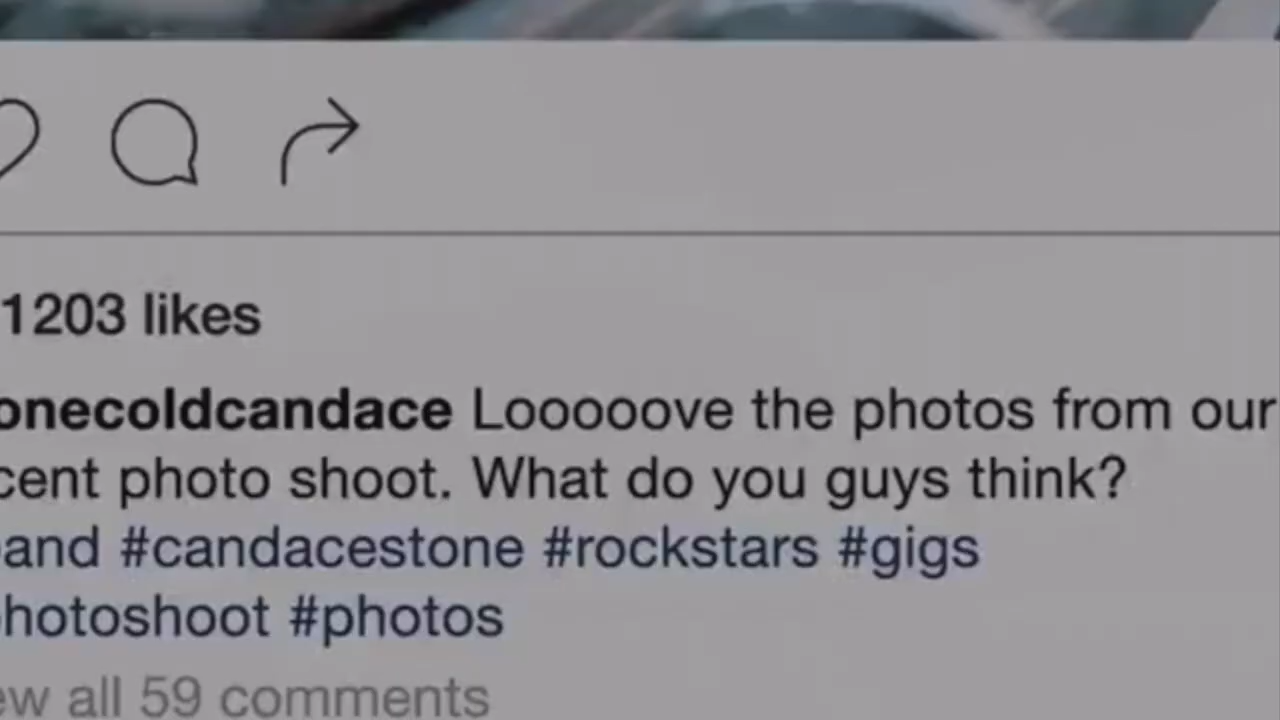 1203 likes
onecoldcandace Looooove the photos from our
cent photo shoot. What do you guys think?
and #candacestone #rockstars #gigs
hotoshoot #photos
ew all 59 comments